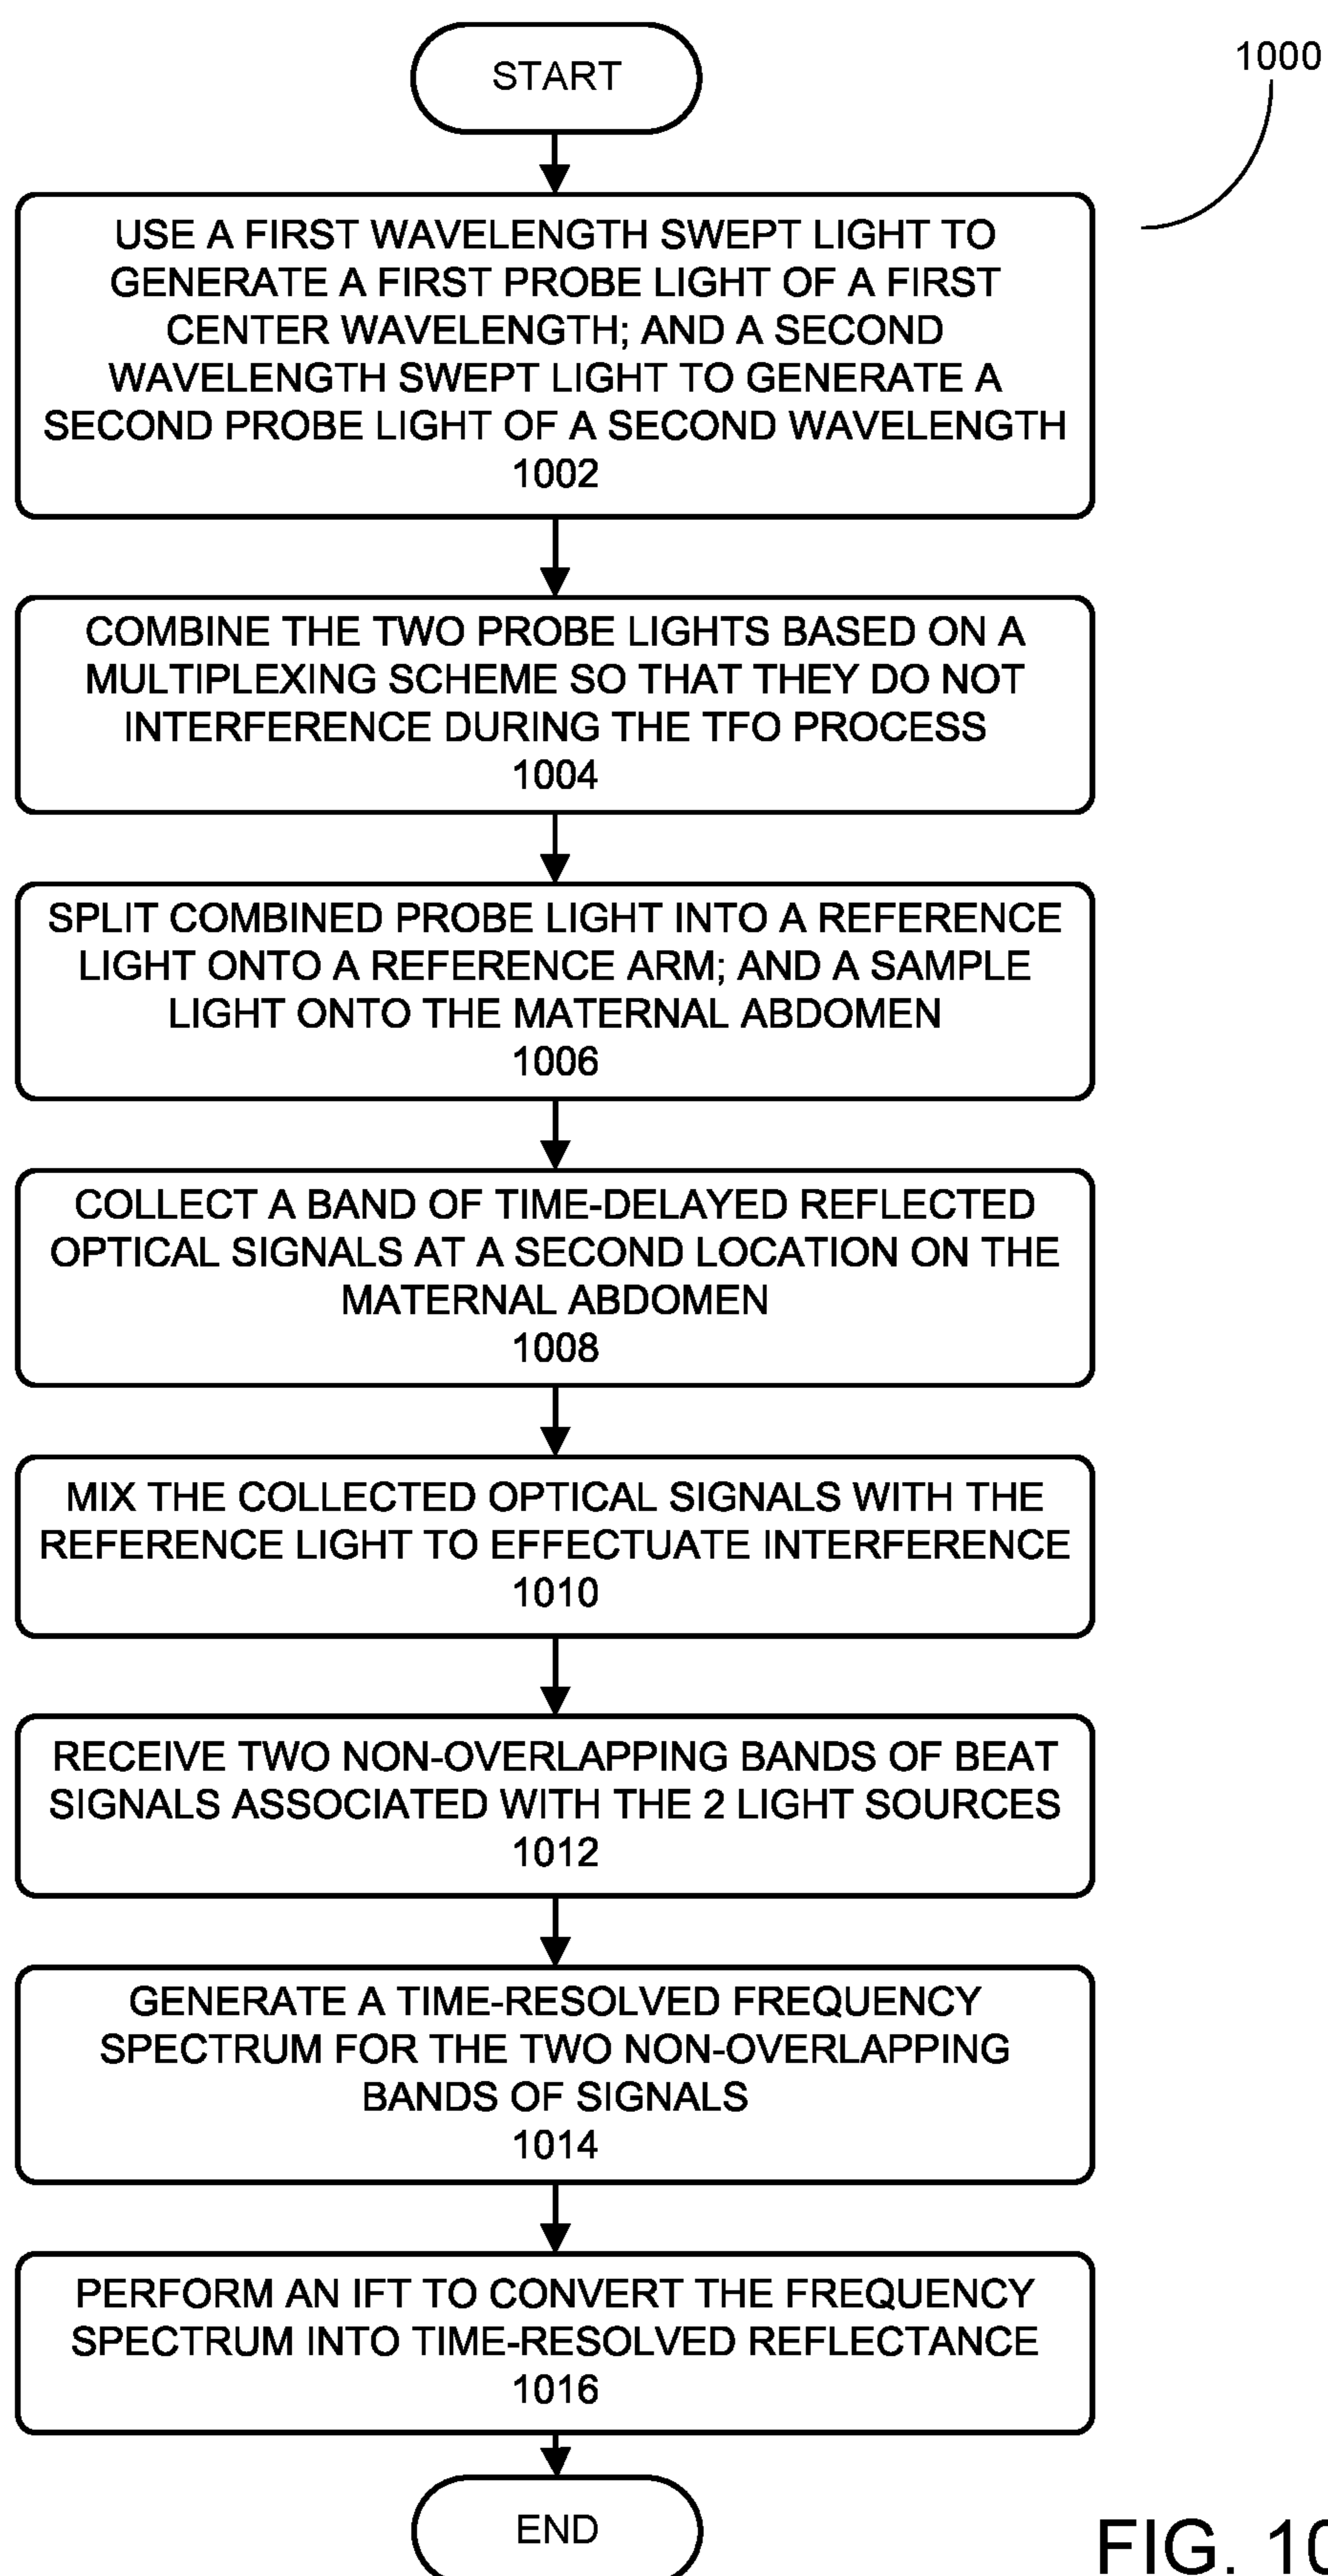 START
1000
USE A FIRST WAVELENGTH SWEPT LIGHT TO
GENERATE A FIRST PROBE LIGHT OF A FIRST
CENTER WAVELENGTH; AND A SECOND
WAVELENGTH SWEPT LIGHT TO GENERATE A
SECOND PROBE LIGHT OF A SECOND WAVELENGTH
1002
COMBINE THE TWO PROBE LIGHTS BASED ON A
MULTIPLEXING SCHEME SO THAT THEY DO NOT
INTERFERENCE DURING THE TFO PROCESS
1004
SPLIT COMBINED PROBE LIGHT INTO A REFERENCE
LIGHT ONTO A REFERENCE ARM; AND A SAMPLE
LIGHT ONTO THE MATERNAL ABDOMEN
1006
COLLECT A BAND OF TIME-DELAYED REFLECTED
OPTICAL SIGNALS AT A SECOND LOCATION ON THE
MATERNAL ABDOMEN
1008
MIX THE COLLECTED OPTICAL SIGNALS WITH THE
REFERENCE LIGHT TO EFFECTUATE INTERFERENCE
1010
RECEIVE TWO NON-OVERLAPPING BANDS OF BEAT
SIGNALS ASSOCIATED WITH THE 2 LIGHT SOURCES
1012
GENERATE A TIME-RESOLVED FREQUENCY
SPECTRUM FOR THE TWO NON-OVERLAPPING
BANDS OF SIGNALS
1014
PERFORM AN IFT TO CONVERT THE FREQUENCY
SPECTRUM INTO TIME-RESOLVED REFLECTANCE
1016
END
FIG. 10